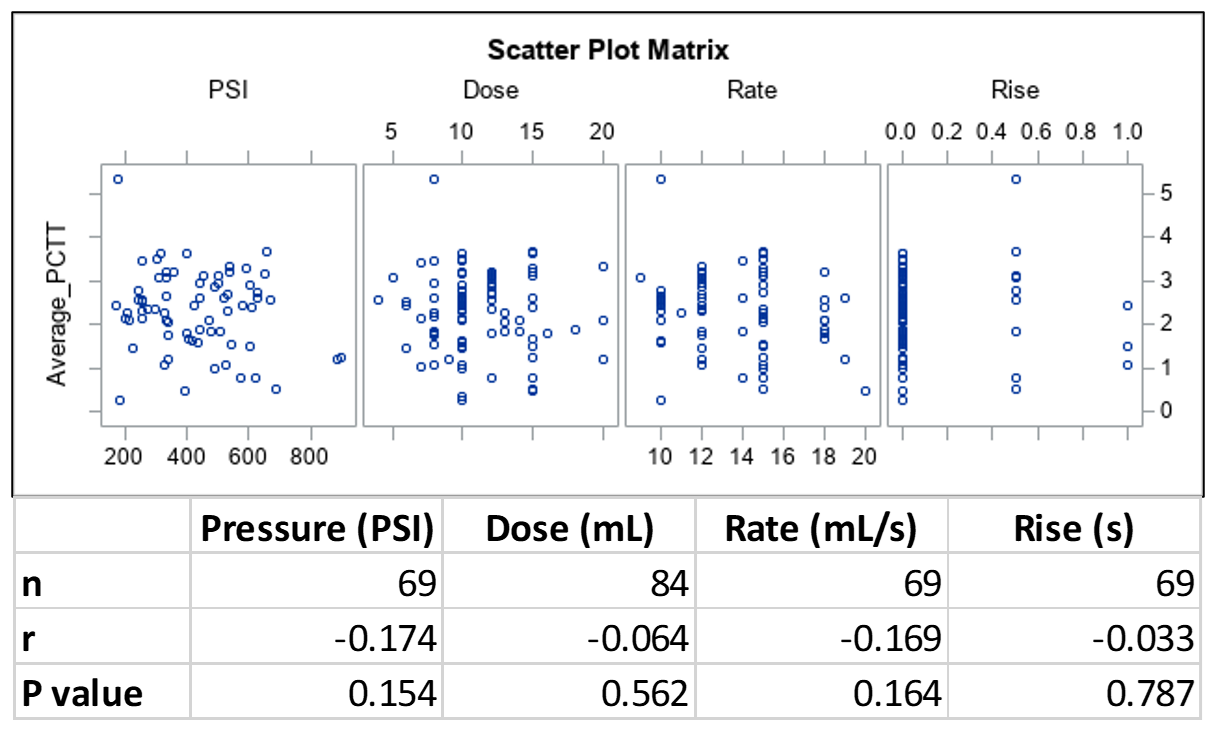 Scatter Plot Matrix
PSI Dose Rate Rise
5 10 15 20 0.0 0.2 0.4 0.6 0.8 1.0
Average_PCTT
5
4
3
2
1
0
200 400 600 800 10 12 14 16 18 20
Pressure (PSI) Dose (mL) Rate (mL/s) Rise (s)
n 69 84 69 69
r -0.174 -0.064 -0.169 -0.033
P value 0.154 0.562 0.164 0.787